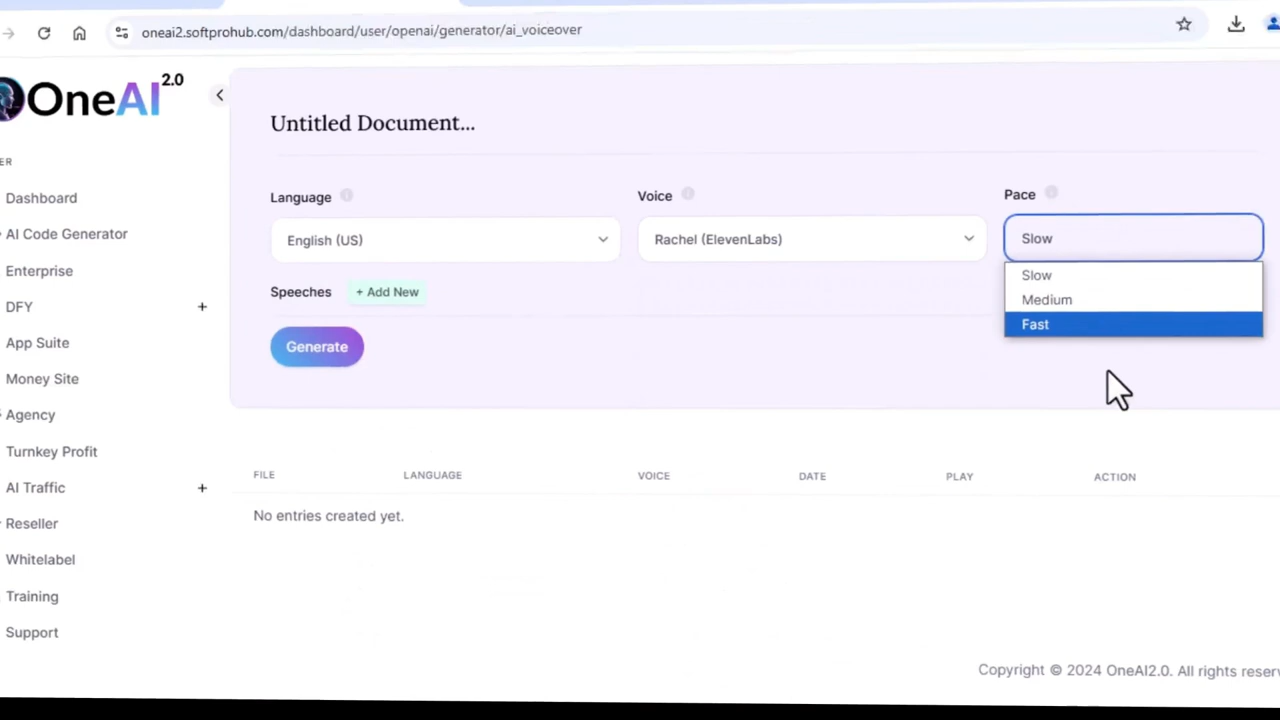 oneai2.softprohub.com/dashboard/user/openai/generator/ai_voiceover
OneAI 2.0
ER
Dashboard
AI Code Generator
Enterprise
DFY +
App Suite
Money Site
Agency
Turnkey Profit
AI Traffic +
Reseller
Whitelabel
Training
Support
Untitled Document...
Language
Voice
Pace
English (US)
Rachel (ElevenLabs)
Slow
Slow
Medium
Fast
Speeches + Add New
Generate
FILE LANGUAGE VOICE DATE PLAY ACTION
No entries created yet.
Copyright © 2024 OneAI2.0. All rights reser